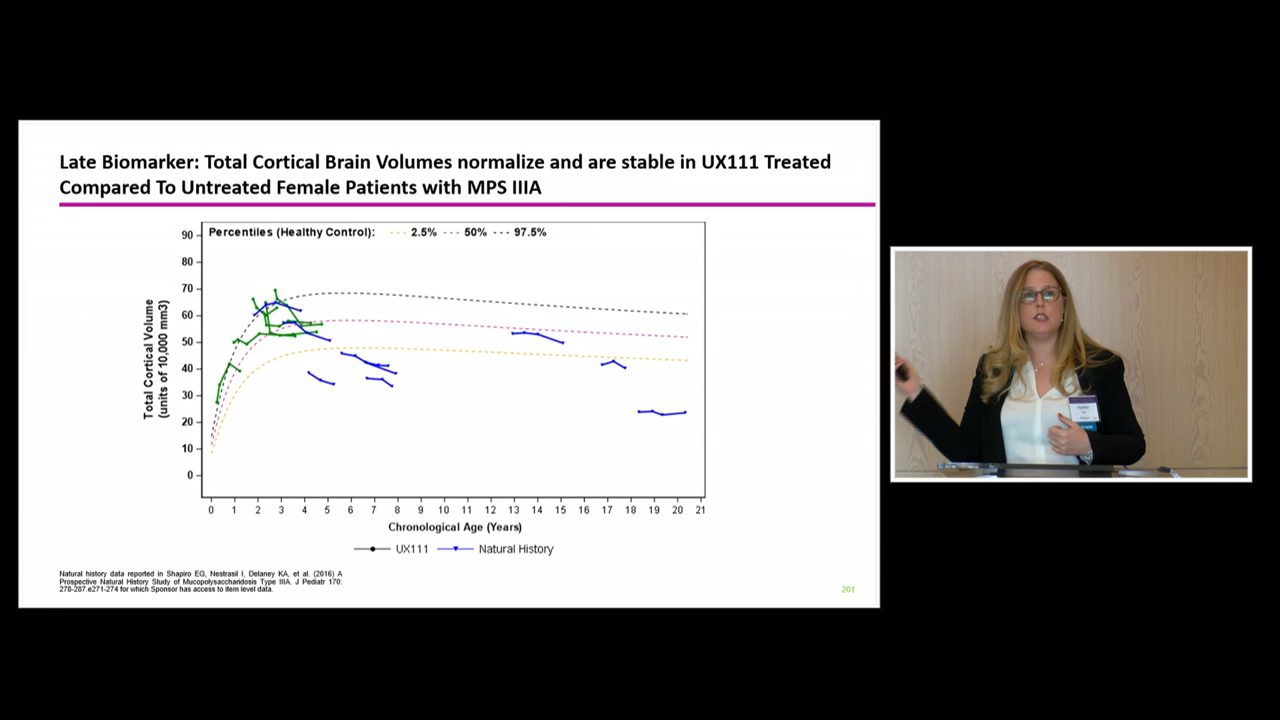 Late Biomarker: Total Cortical Brain Volumes normalize and are stable in UX111 Treated
Compared To Untreated Female Patients with MPS IIIA
Percentiles (Healthy Control): 2.5% 50% 97.5%
Total Cortical Volume
(units of 10,000 mm3)
90
80
70
60
50
40
30
20
10
0
0 1 2 3 4 5 6 7 8 9 10 11 12 13 14 15 16 17 18 19 20 21
Chronological Age (Years)
UX111 Natural History
Natural history data reported in Shapiro EG, Nestrasil I, Delaney KA, et al. (2016) A
Prospective Natural History Study of Mucopolysaccharidosis Type IIIA. J Pediatr 170:
278-287.e271-274 for which Sponsor has access to item level data.
201